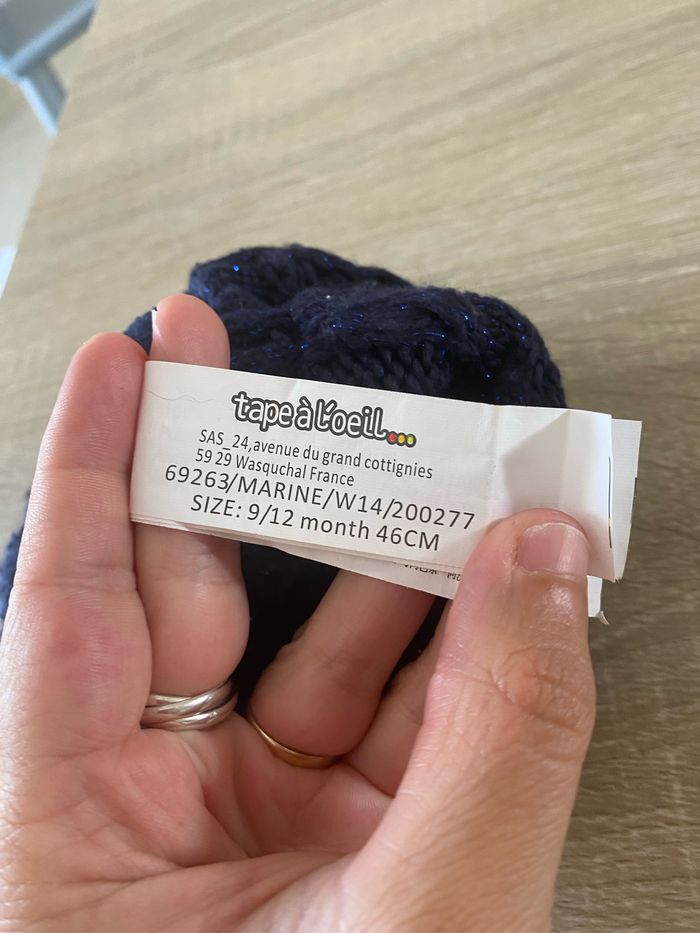 tape à l'oeil...
SAS_24,avenue du grand cottignies
59 29 Wasquchal France
69263/MARINE/W14/200277
SIZE: 9/12 month 46CM